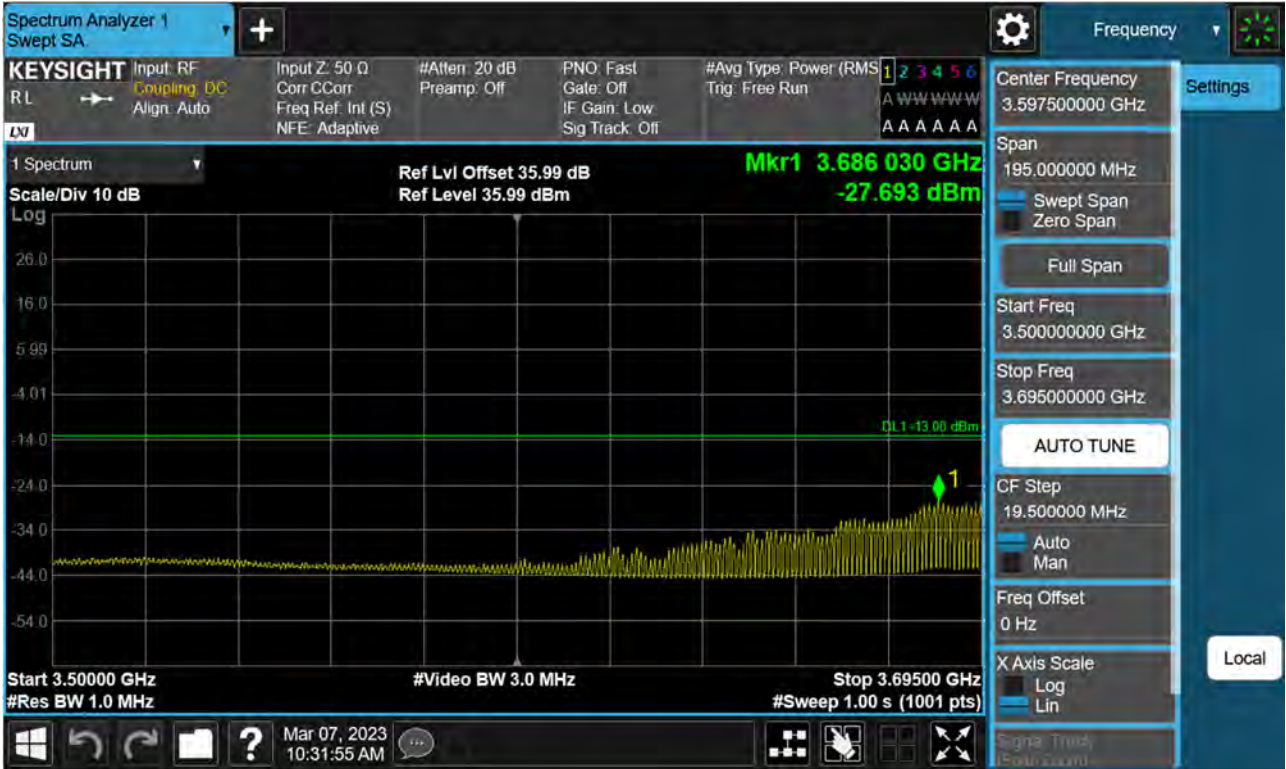 Spectrum Analyzer 1
Swept SA
+
Frequency
KEYSIGHT
R L
LXI
Input: RF
Coupling: DC
Align: Auto
Input Z: 50 Ω
Corr CCorr
Freq Ref: Int (S)
NFE: Adaptive
#Atten: 20 dB
Preamp: Off
PNO: Fast
Gate: Off
IF Gain: Low
Sig Track: Off
#Avg Type: Power (RMS
Trig: Free Run
1 2 3 4 5 6
A W W W W W
A A A A A A
1 Spectrum
Scale/Div 10 dB
Ref Lvl Offset 35.99 dB
Ref Level 35.99 dBm
Mkr1 3.686 030 GHz
-27.693 dBm
Log
26.0
16.0
5.99
-4.01
-14.0
-24.0
-34.0
-44.0
-54.0
DL1 -13.00 dBm
1
Start 3.50000 GHz
#Res BW 1.0 MHz
#Video BW 3.0 MHz
Stop 3.69500 GHz
#Sweep 1.00 s (1001 pts)
Center Frequency
3.597500000 GHz
Settings
Span
195.000000 MHz
Swept Span
Zero Span
Full Span
Start Freq
3.500000000 GHz
Stop Freq
3.695000000 GHz
AUTO TUNE
CF Step
19.500000 MHz
Auto
Man
Freq Offset
0 Hz
X Axis Scale
Log
Lin
Signal Track
Local
?
Mar 07, 2023
10:31:55 AM